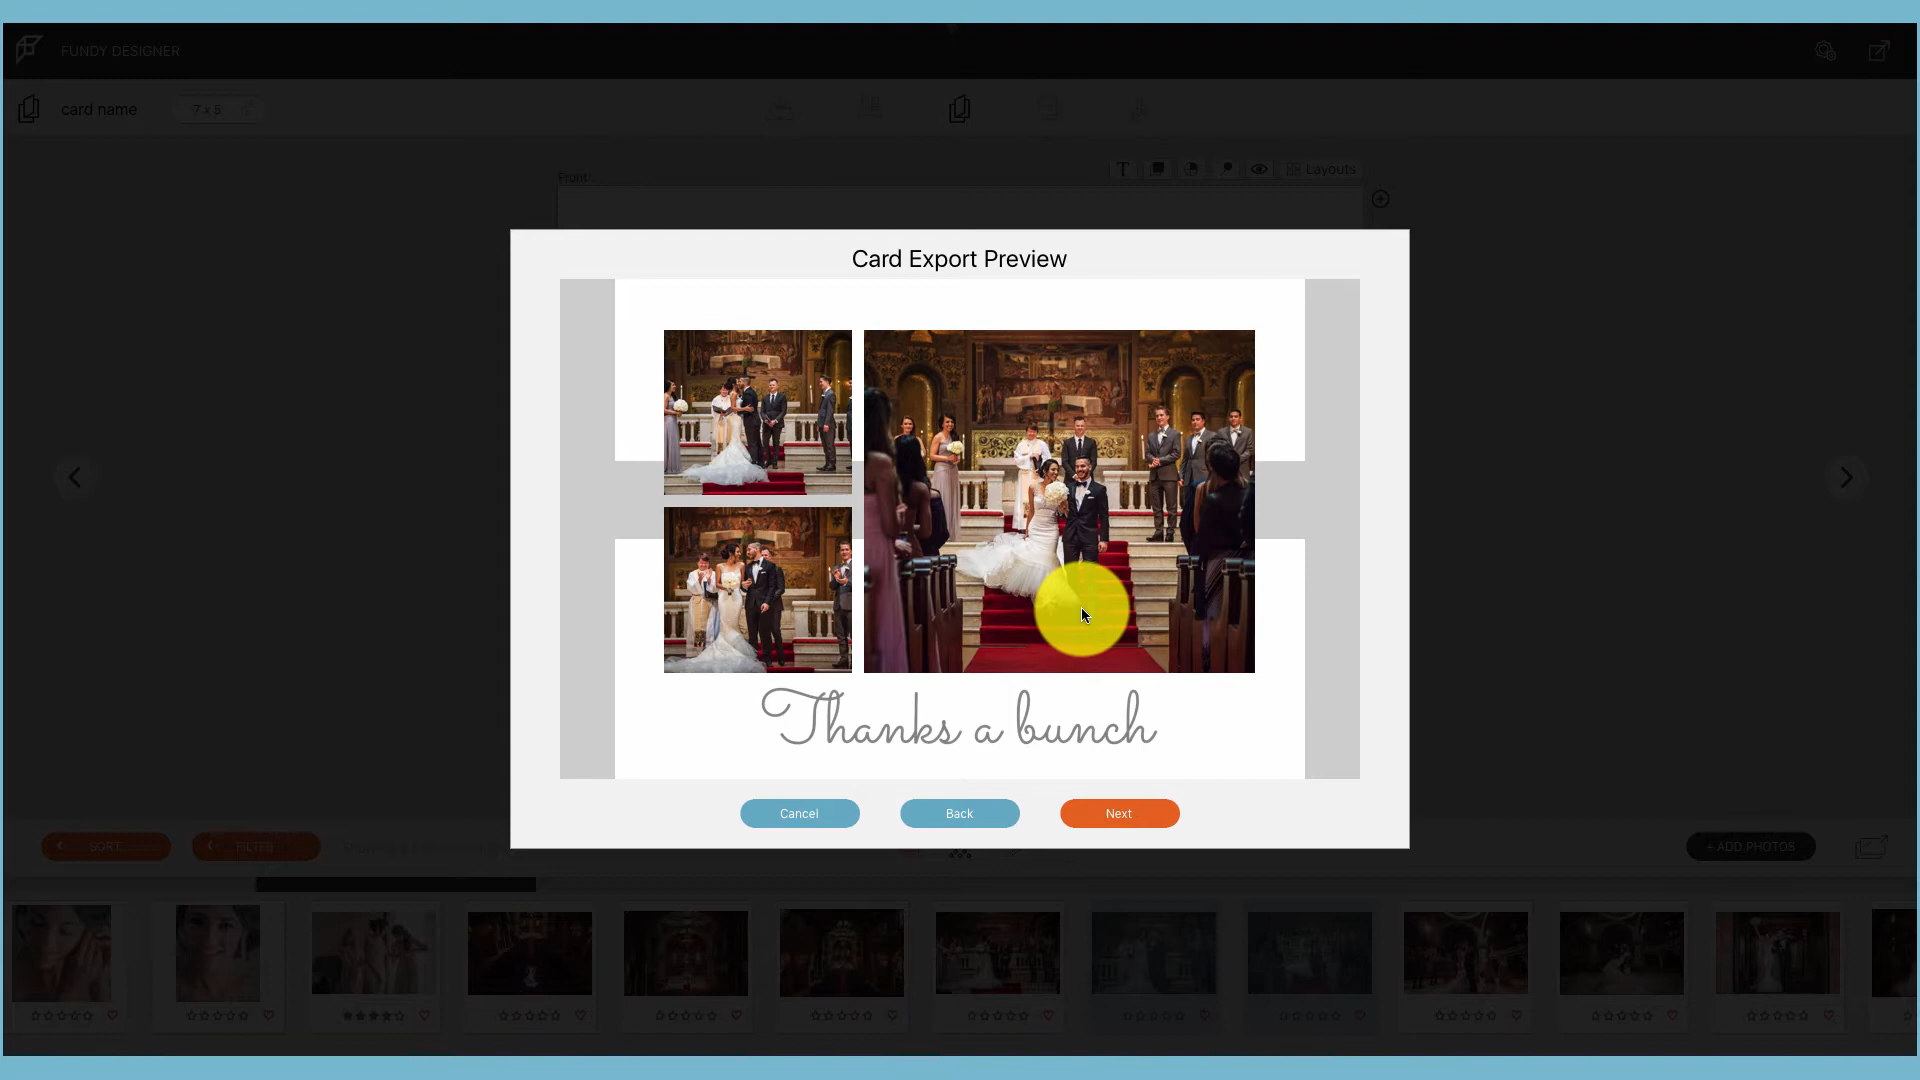 FUNDY DESIGNER
card name
7 x 5
Front
Layouts
Card Export Preview
Thanks a bunch
Cancel
Back
Next
SORT
FILTER
+ ADD PHOTOS